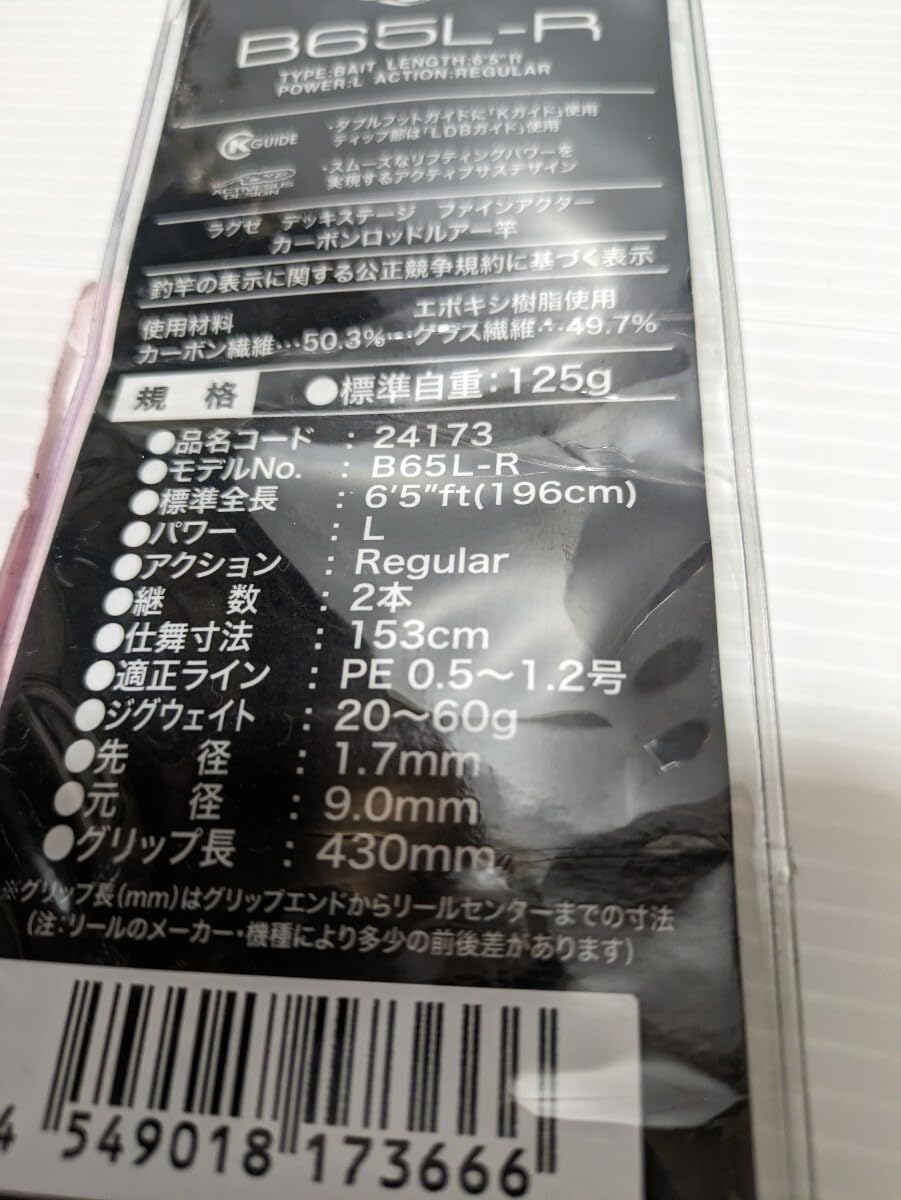 B65L-R
TYPE:BAIT LENGTH:6'5"ft
POWER:L ACTION:REGULAR
K GUIDE
・ダブルフットガイドに「Kガイド」使用
ティップ部は「LDBガイド」使用
ACTIVESUS
DESIGN
・スムーズなリフティングパワーを
実現するアクティブサスデザイン
ラグゼ デッキステージ ファインアクター
カーボンロッドルアー竿
釣竿の表示に関する公正競争規約に基づく表示
使用材料 エポキシ樹脂使用
カーボン繊維…50.3% ガラス繊維…49.7%
規格 ●標準自重:125g
●品名コード : 24173
●モデルNo. : B65L-R
●標準全長 : 6'5"ft(196cm)
●パワー : L
●アクション : Regular
●継数 : 2本
●仕舞寸法 : 153cm
●適正ライン : PE 0.5〜1.2号
●ジグウェイト : 20〜60g
●先径 : 1.7mm
●元径 : 9.0mm
●グリップ長 : 430mm
※グリップ長(mm)はグリップエンドからリールセンターまでの寸法
(注:リールのメーカー・機種により多少の前後差があります)
4 549018 173666